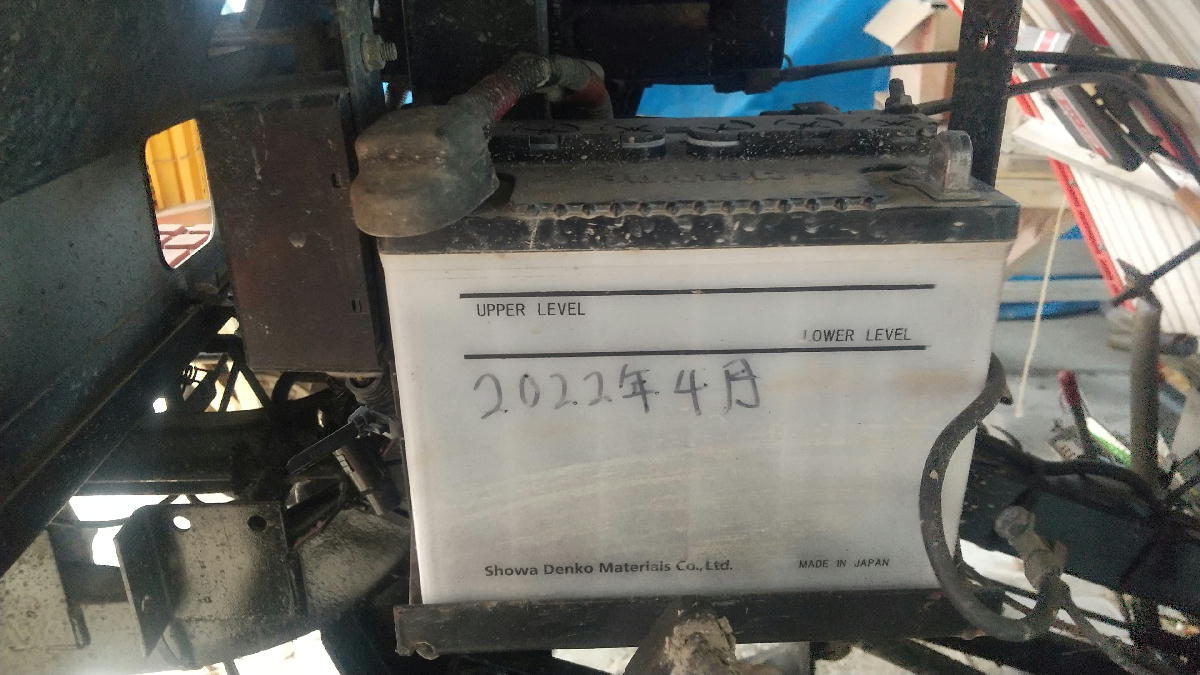 UPPER LEVEL
LOWER LEVEL
2022年4月
Showa Denko Materials Co., Ltd.
MADE IN JAPAN